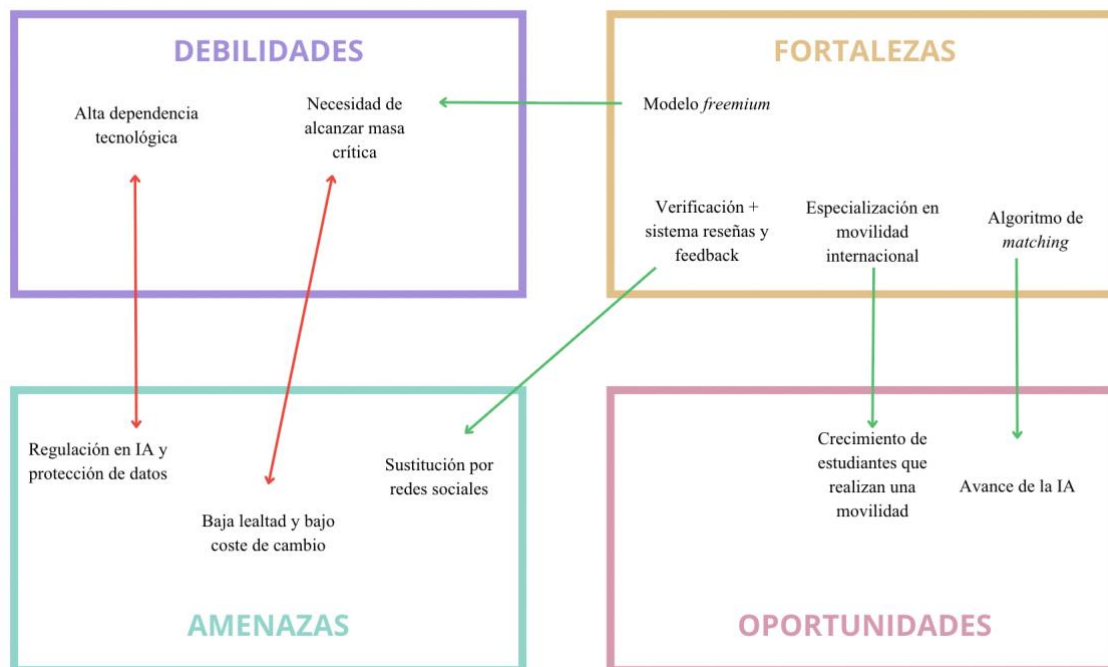 DEBILIDADES
Alta dependencia
tecnológica
Necesidad de
alcanzar masa
crítica
FORTALEZAS
Modelo freemium
Verificación +
sistema reseñas y
feedback
Especialización en
movilidad
internacional
Algoritmo de
matching
Regulación en IA y
protección de datos
Baja lealtad y bajo
coste de cambio
Sustitución por
redes sociales
AMENAZAS
Crecimiento de
estudiantes que
realizan una
movilidad
Avance de la IA
OPORTUNIDADES